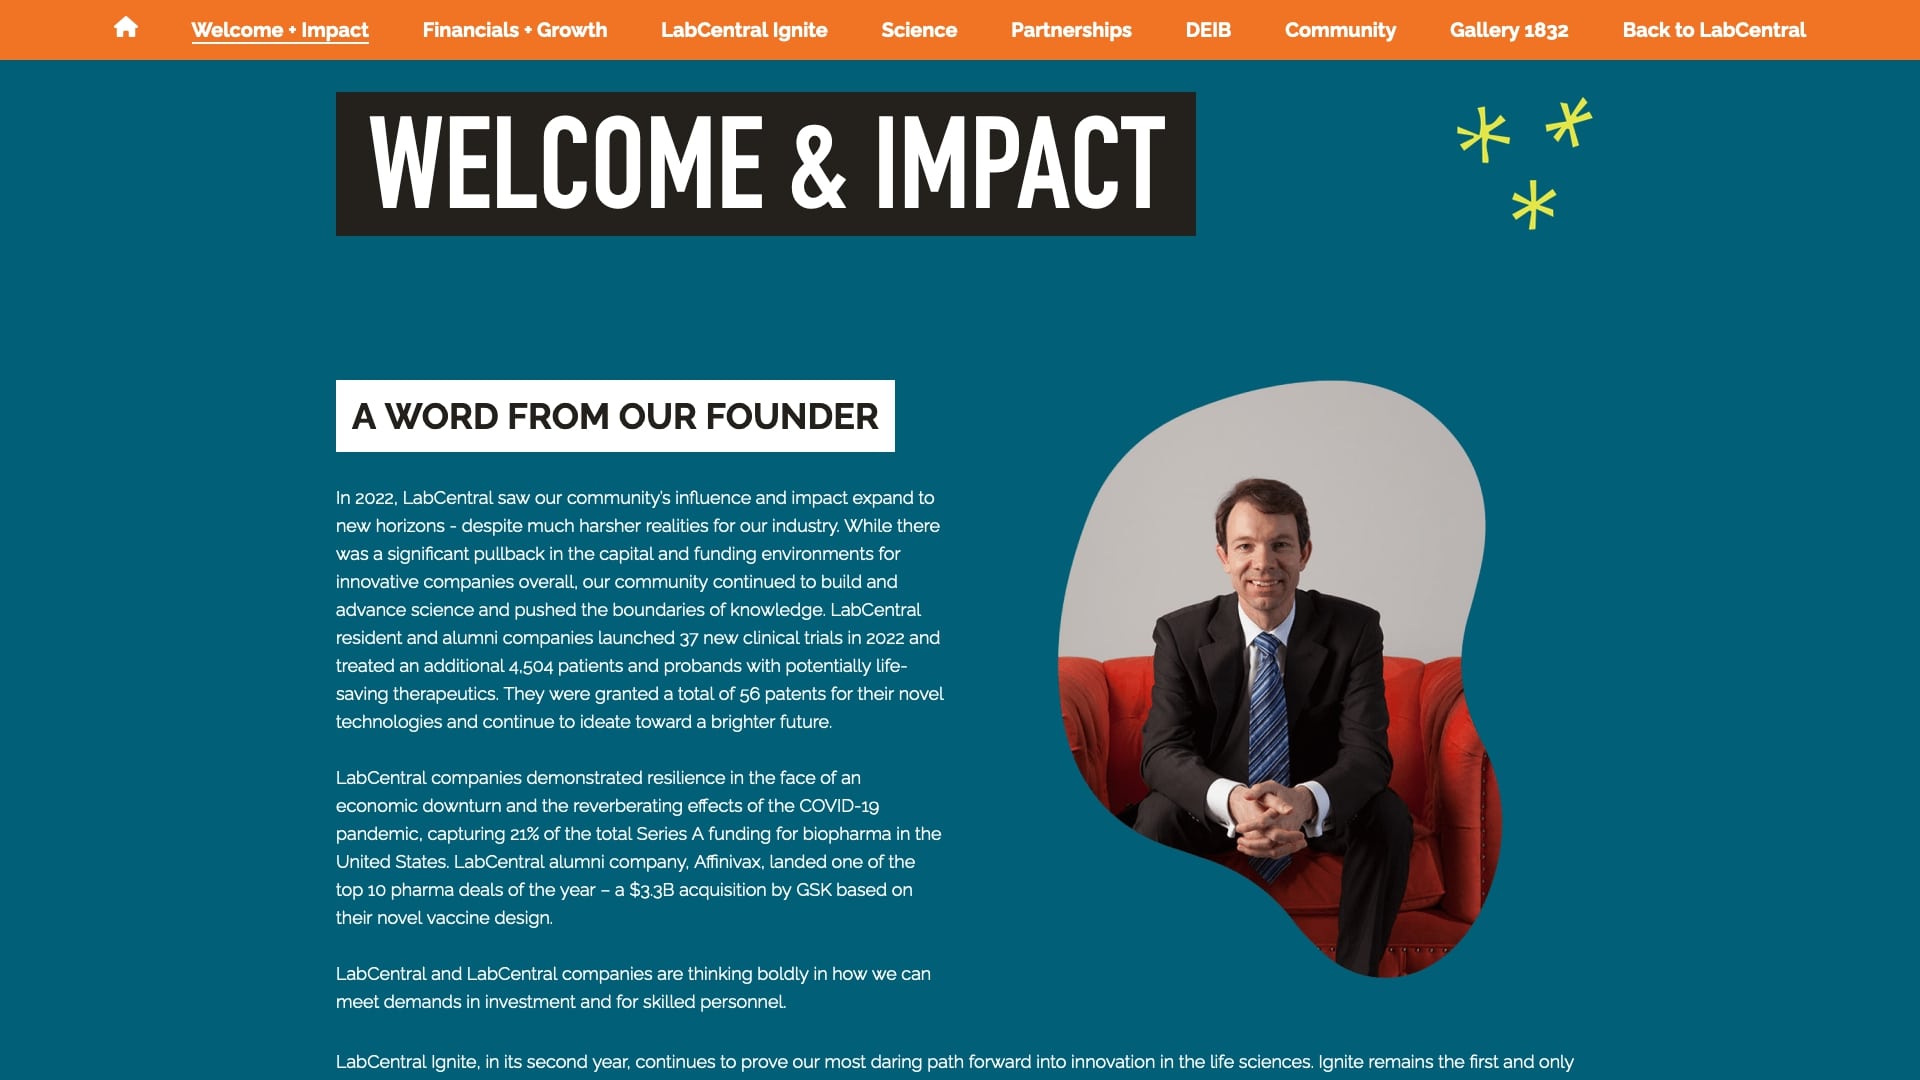 Welcome + Impact Financials + Growth LabCentral Ignite Science Partnerships DEIB Community Gallery 1832 Back to LabCentral
WELCOME & IMPACT
A WORD FROM OUR FOUNDER
In 2022, LabCentral saw our community's influence and impact expand to
new horizons - despite much harsher realities for our industry. While there
was a significant pullback in the capital and funding environments for
innovative companies overall, our community continued to build and
advance science and pushed the boundaries of knowledge. LabCentral
resident and alumni companies launched 37 new clinical trials in 2022 and
treated an additional 4,504 patients and probands with potentially life-
saving therapeutics. They were granted a total of 56 patents for their novel
technologies and continue to ideate toward a brighter future.
LabCentral companies demonstrated resilience in the face of an
economic downturn and the reverberating effects of the COVID-19
pandemic, capturing 21% of the total Series A funding for biopharma in the
United States. LabCentral alumni company, Affinivax, landed one of the
top 10 pharma deals of the year – a $3.3B acquisition by GSK based on
their novel vaccine design.
LabCentral and LabCentral companies are thinking boldly in how we can
meet demands in investment and for skilled personnel.
LabCentral Ignite, in its second year, continues to prove our most daring path forward into innovation in the life sciences. Ignite remains the first and only